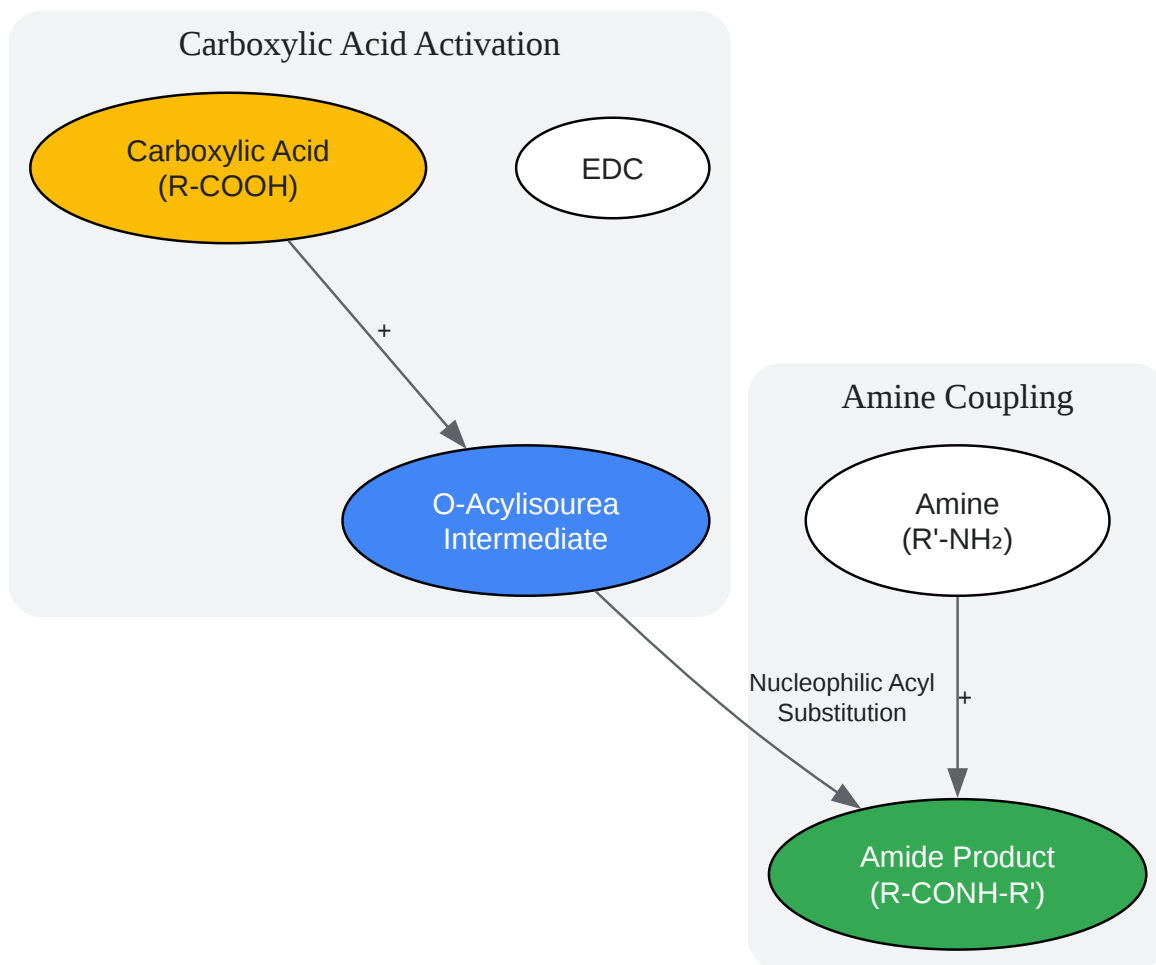 Carboxylic Acid Activation
Carboxylic Acid
(R-COOH)
EDC
+
O-Acylisourea
Intermediate
Amine Coupling
Amine
(R'-NH₂)
Nucleophilic Acyl
Substitution
+
Amide Product
(R-CONH-R')